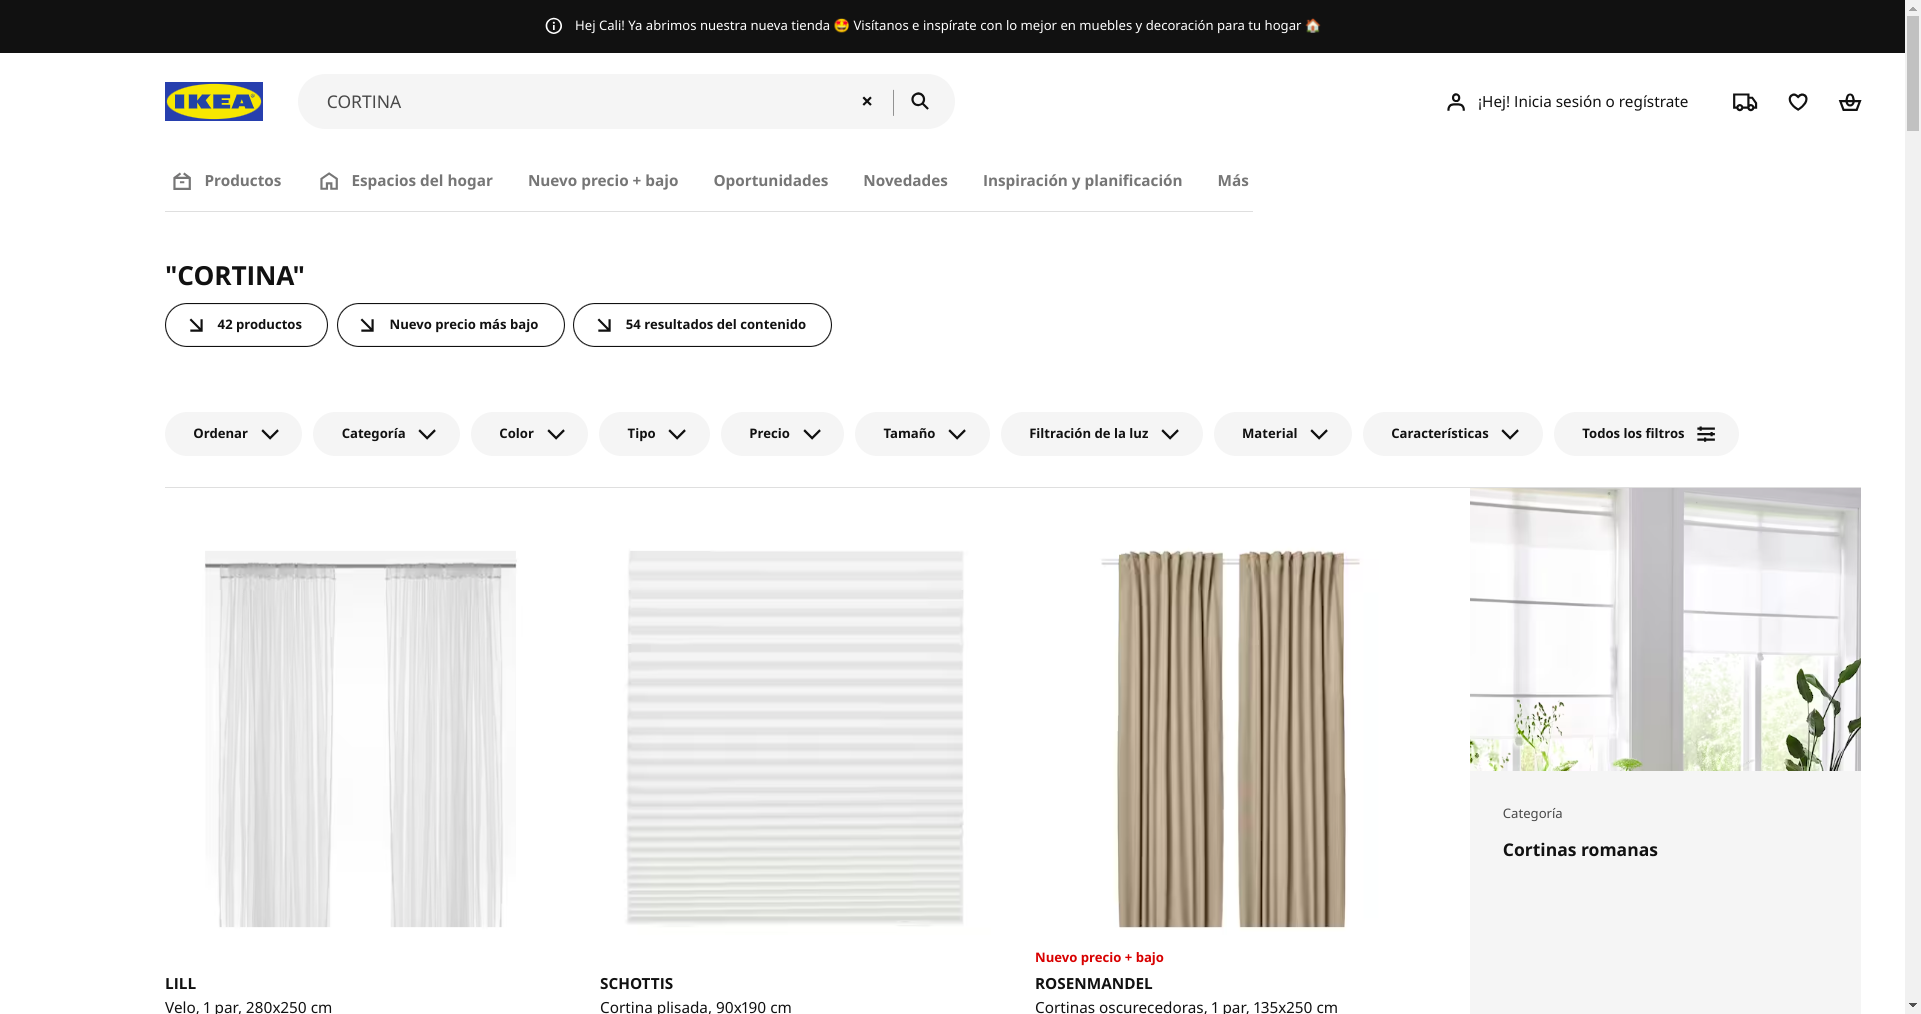 Hej Cali! Ya abrimos nuestra nueva tienda 🤩 Visítanos e inspírate con lo mejor en muebles y decoración para tu hogar 🏠
IKEA
CORTINA
¡Hej! Inicia sesión o regístrate
Productos
Espacios del hogar
Nuevo precio + bajo
Oportunidades
Novedades
Inspiración y planificación
Más
"CORTINA"
42 productos
Nuevo precio más bajo
54 resultados del contenido
Ordenar
Categoría
Color
Tipo
Precio
Tamaño
Filtración de la luz
Material
Características
Todos los filtros
LILL
Velo, 1 par, 280x250 cm
SCHOTTIS
Cortina plisada, 90x190 cm
Nuevo precio + bajo
ROSENMANDEL
Cortinas oscurecedoras, 1 par, 135x250 cm
Categoría
Cortinas romanas